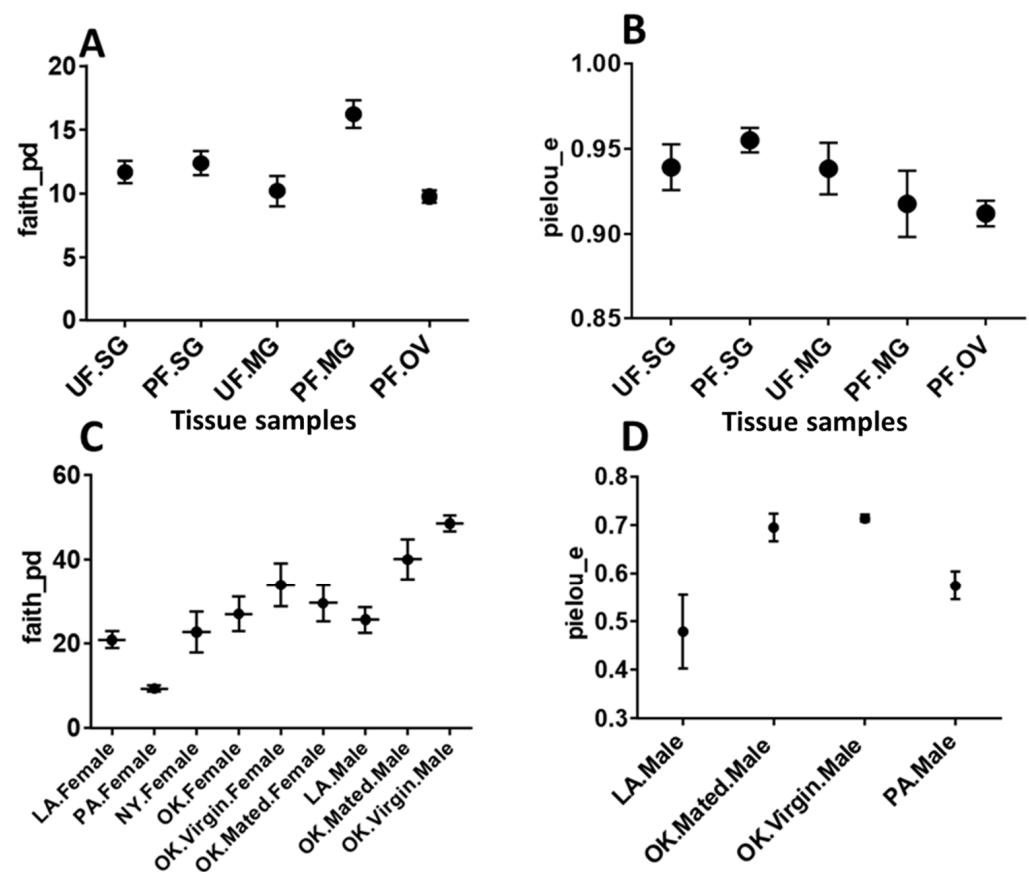 A
faith_pd
20
15
10
5
0
UF.SG
PF.SG
UF.MG
PF.MG
PF.OV
Tissue samples
B
pielou_e
1.00
0.95
0.90
0.85
UF.SG
PF.SG
UF.MG
PF.MG
PF.OV
Tissue samples
C
faith_pd
60
40
20
0
LA.Female
PA.Female
NY.Female
OK.Female
OK.Virgin.Female
OK.Mated.Female
LA.Male
OK.Mated.Male
OK.Virgin.Male
D
pielou_e
0.8
0.7
0.6
0.5
0.4
0.3
LA.Male
OK.Mated.Male
OK.Virgin.Male
PA.Male